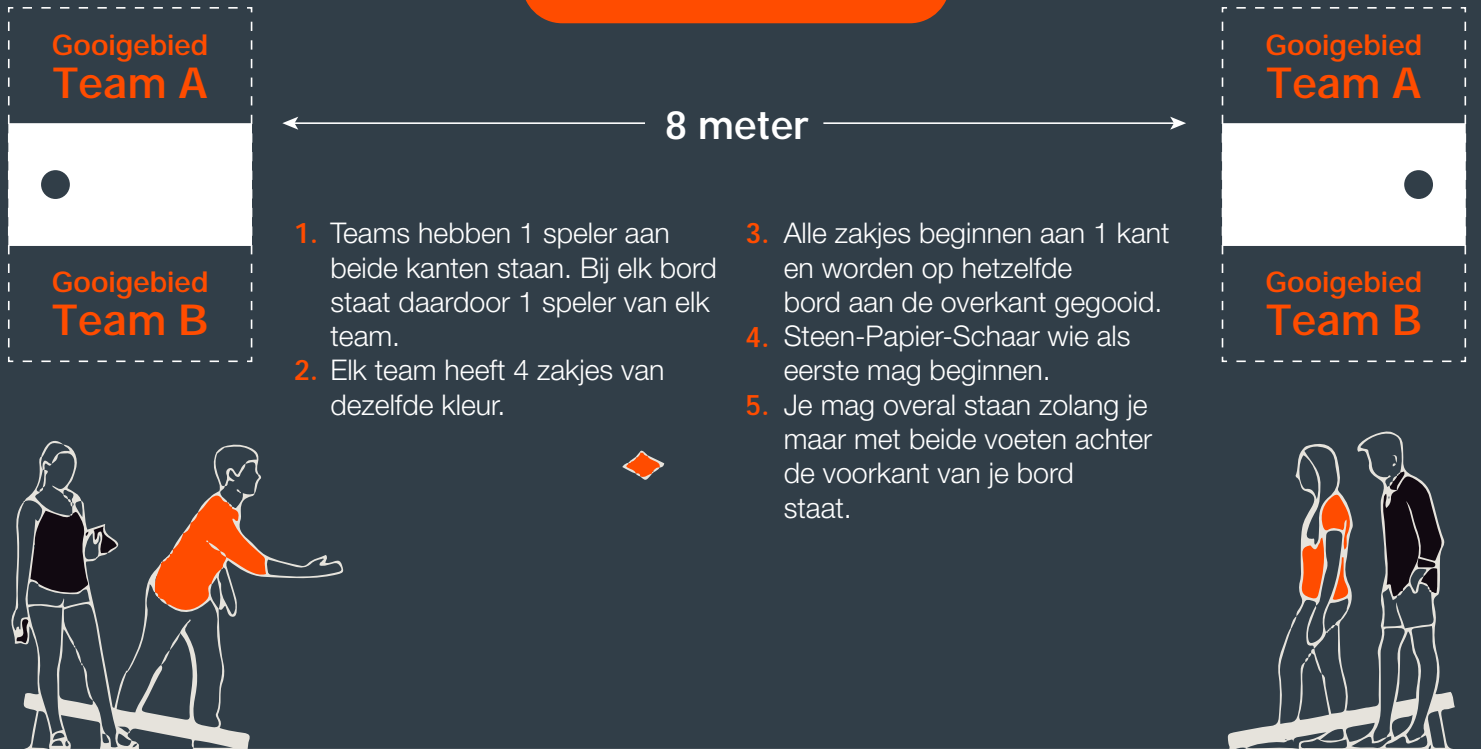 Gooigebied
Team A
Gooigebied
Team A
8 meter
Gooigebied
Team B
Gooigebied
Team B
1. Teams hebben 1 speler aan
beide kanten staan. Bij elk bord
staat daardoor 1 speler van elk
team.
2. Elk team heeft 4 zakjes van
dezelfde kleur.
3. Alle zakjes beginnen aan 1 kant
en worden op hetzelfde
bord aan de overkant gegooid.
4. Steen-Papier-Schaar wie als
eerste mag beginnen.
5. Je mag overal staan zolang je
maar met beide voeten achter
de voorkant van je bord
staat.